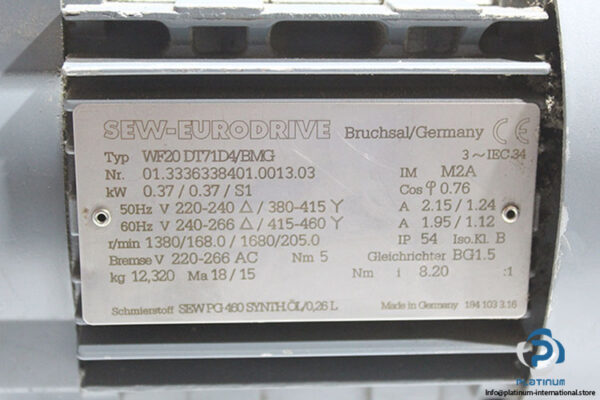 SEW-EURODRIVE Bruchsal/Germany CE
Typ WF20 DT71D4/BMG 3 ~ IEC 34
Nr. 01.3336338401.0013.03 IM M2A
kW 0.37 / 0.37 / S1 Cos φ 0.76
50Hz V 220-240 △ / 380-415 Y A 2.15 / 1.24
60Hz V 240-266 △ / 415-460 Y A 1.95 / 1.12
r/min 1380/168.0 / 1680/205.0 IP 54 Iso.Kl. B
Bremse V 220-266 AC Nm 5 Gleichrichter BG1.5
kg 12,320 Ma 18 / 15 Nm i 8.20 :1
Schmierstoff SEW PG 460 SYNTH.ÖL/0,26 L Made in Germany 184 103 3.16
PLATINUM
info@platinum-international.store